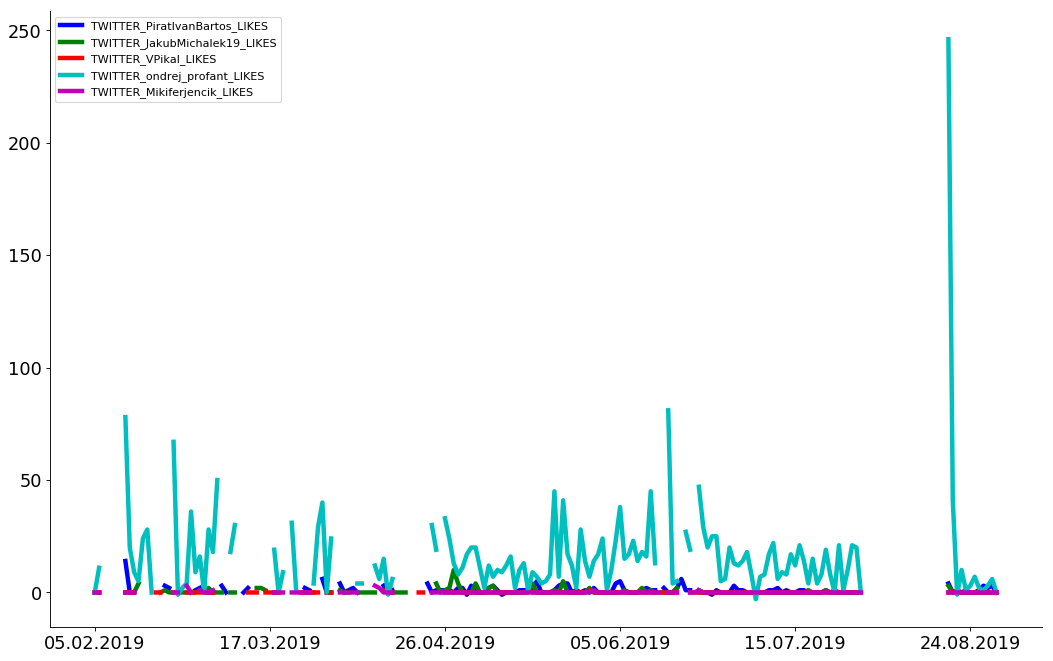 250
200
150
100
50
0
TWITTER_PiratIvanBartos_LIKES
TWITTER_JakubMichalek19_LIKES
TWITTER_VPikal_LIKES
TWITTER_ondrej_profant_LIKES
TWITTER_Mikiferjencik_LIKES
05.02.2019 17.03.2019 26.04.2019 05.06.2019 15.07.2019 24.08.2019